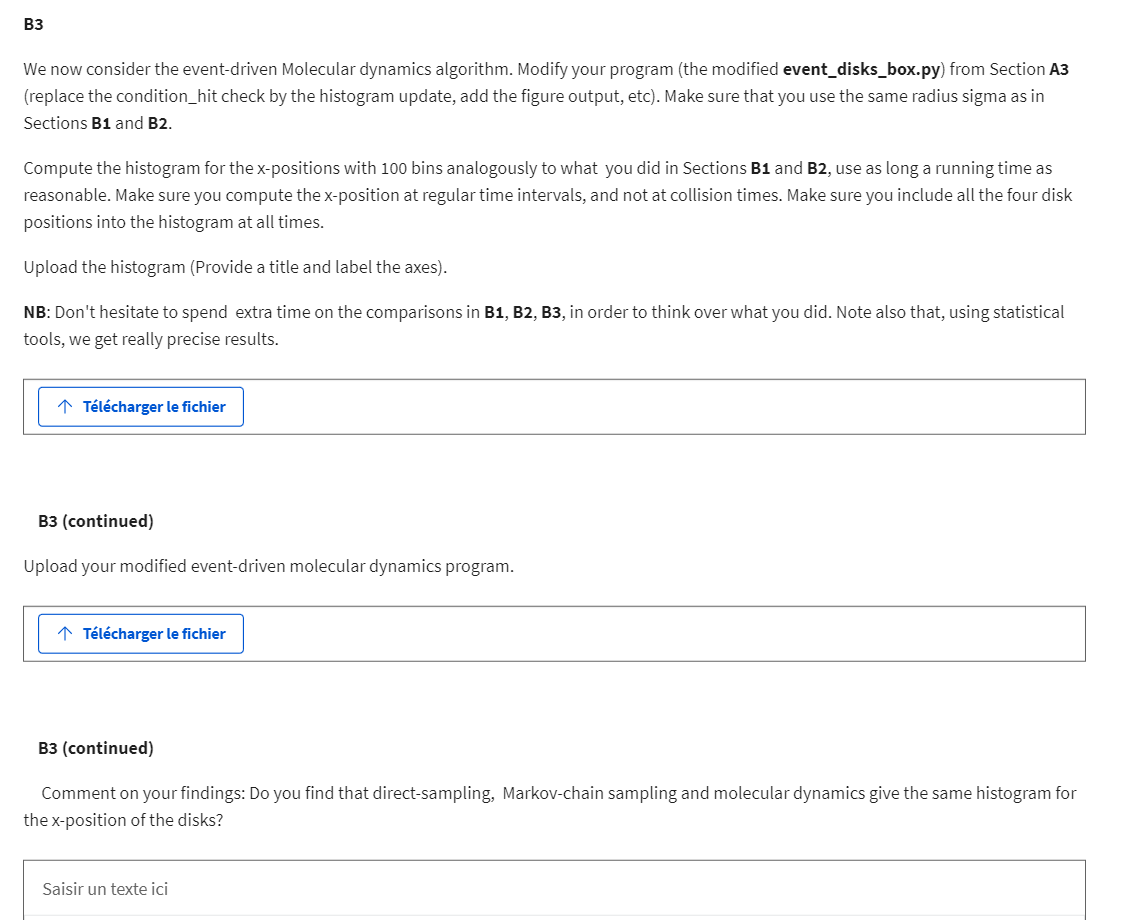 B3
We now consider the event-driven Molecular dynamics algorithm. Modify your program (the modified event_disks_box.py) from Section A3
(replace the condition_hit check by the histogram update, add the figure output, etc). Make sure that you use the same radius sigma as in
Sections B1 and B2.
Compute the histogram for the x-positions with 100 bins analogously to what  you did in Sections B1 and B2, use as long a running time as
reasonable. Make sure you compute the x-position at regular time intervals, and not at collision times. Make sure you include all the four disk
positions into the histogram at all times.
Upload the histogram (Provide a title and label the axes).
NB: Don't hesitate to spend  extra time on the comparisons in B1, B2, B3, in order to think over what you did. Note also that, using statistical
tools, we get really precise results.
Télécharger le fichier
B3 (continued)
Upload your modified event-driven molecular dynamics program.
Télécharger le fichier
B3 (continued)
Comment on your findings: Do you find that direct-sampling,  Markov-chain sampling and molecular dynamics give the same histogram for
the x-position of the disks?
Saisir un texte ici